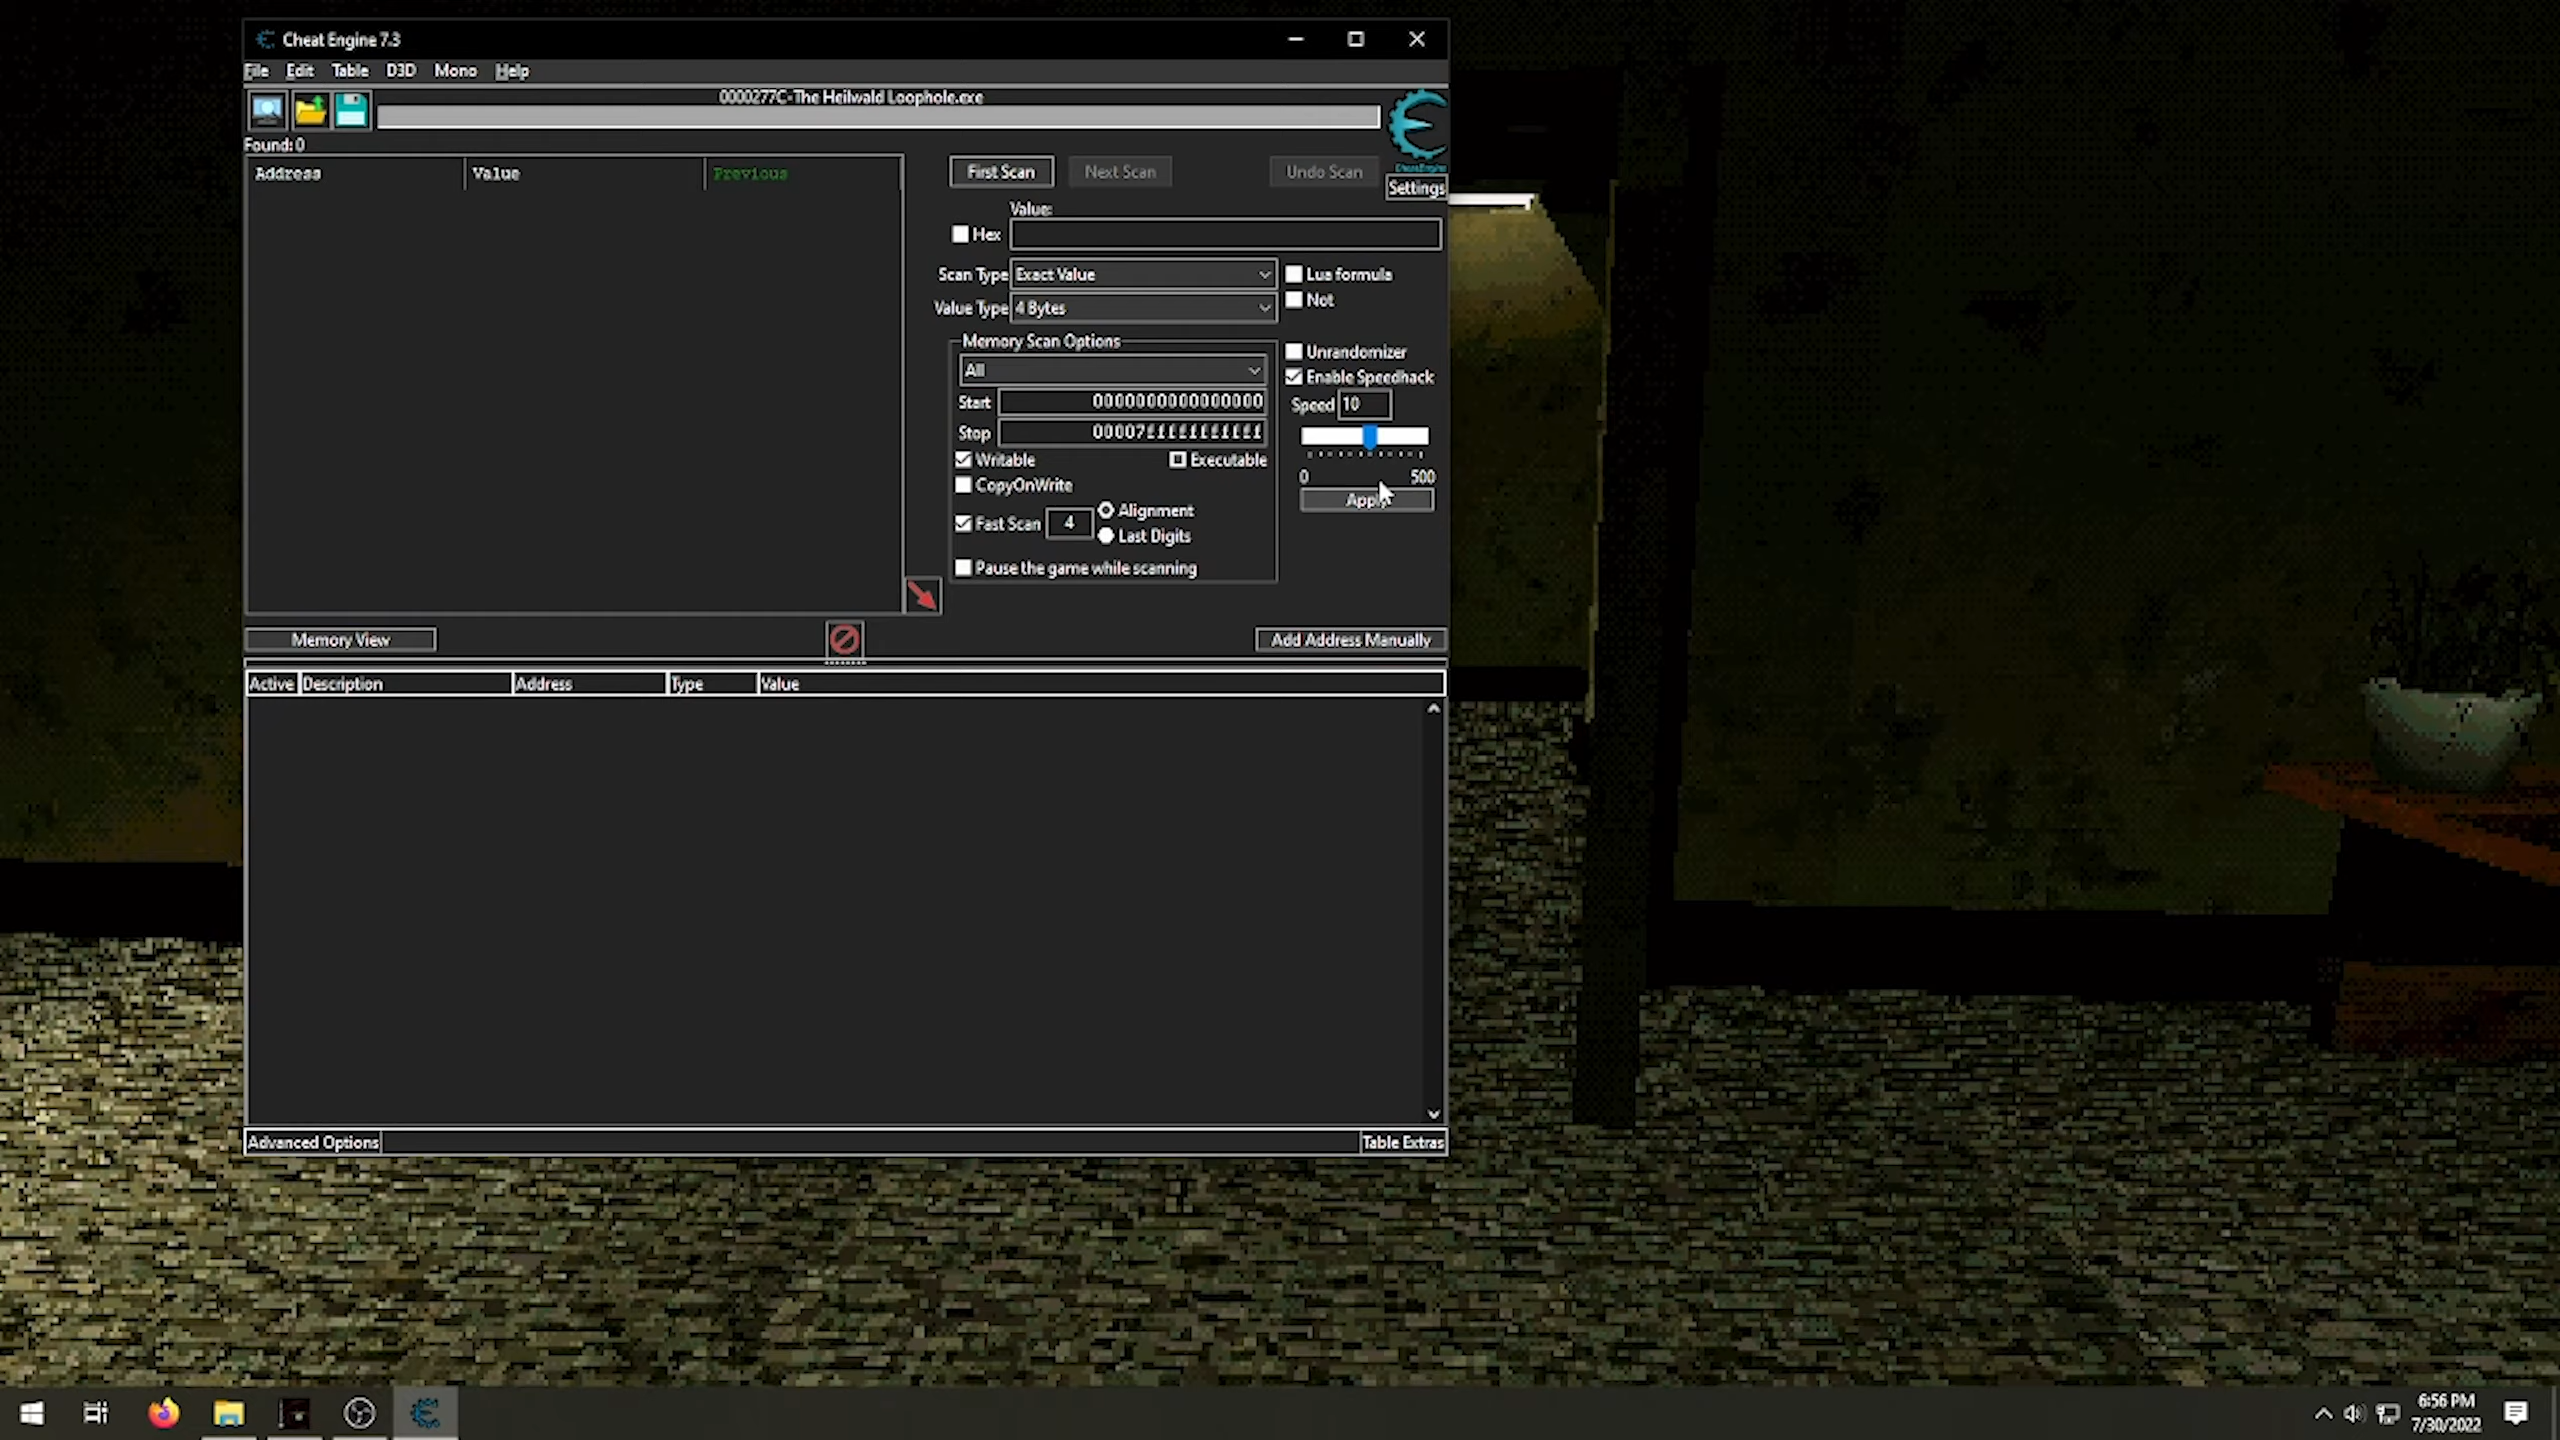 Cheat Engine 7.3
File Edit Table D3D Mono Help
0000277C-The Heilwald Loophole.exe
Found: 0
Address Value Previous
First Scan Next Scan Undo Scan
Cheat Engine
Settings
Value:
Hex
Scan Type Exact Value Lua formula
Not
Value Type 4 Bytes
Memory Scan Options
All
Unrandomizer
Enable Speedhack
Start 0000000000000000
Speed 10
Stop 00007fffffffffff
Writable Executable
0 500
CopyOnWrite
Apply
Fast Scan 4 Alignment
Last Digits
Pause the game while scanning
Memory View Add Address Manually
Active Description Address Type Value
Advanced Options Table Extras
6:56 PM
7/30/2022